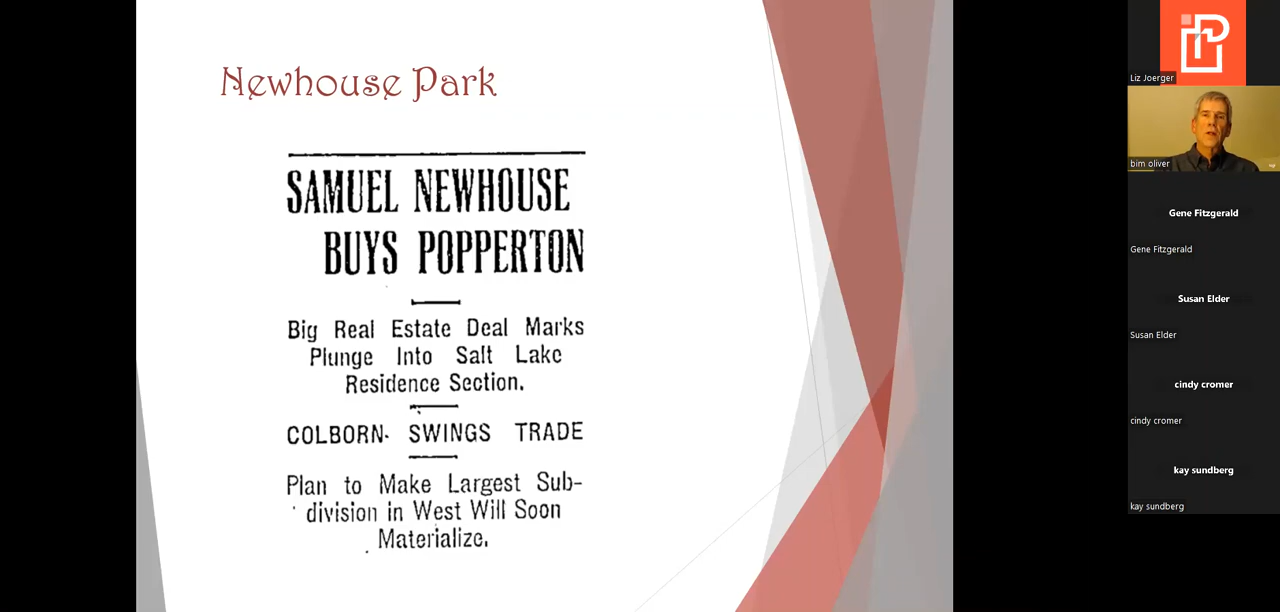 Newhouse Park
SAMUEL NEWHOUSE
BUYS POPPERTON
Big Real Estate Deal Marks
Plunge Into Salt Lake
Residence Section.
COLBORN SWINGS TRADE
Plan to Make Largest Sub-
division in West Will Soon
Materialize.
Liz Joerger
bim oliver
Gene Fitzgerald
Gene Fitzgerald
Susan Elder
Susan Elder
cindy cromer
cindy cromer
kay sundberg
kay sundberg